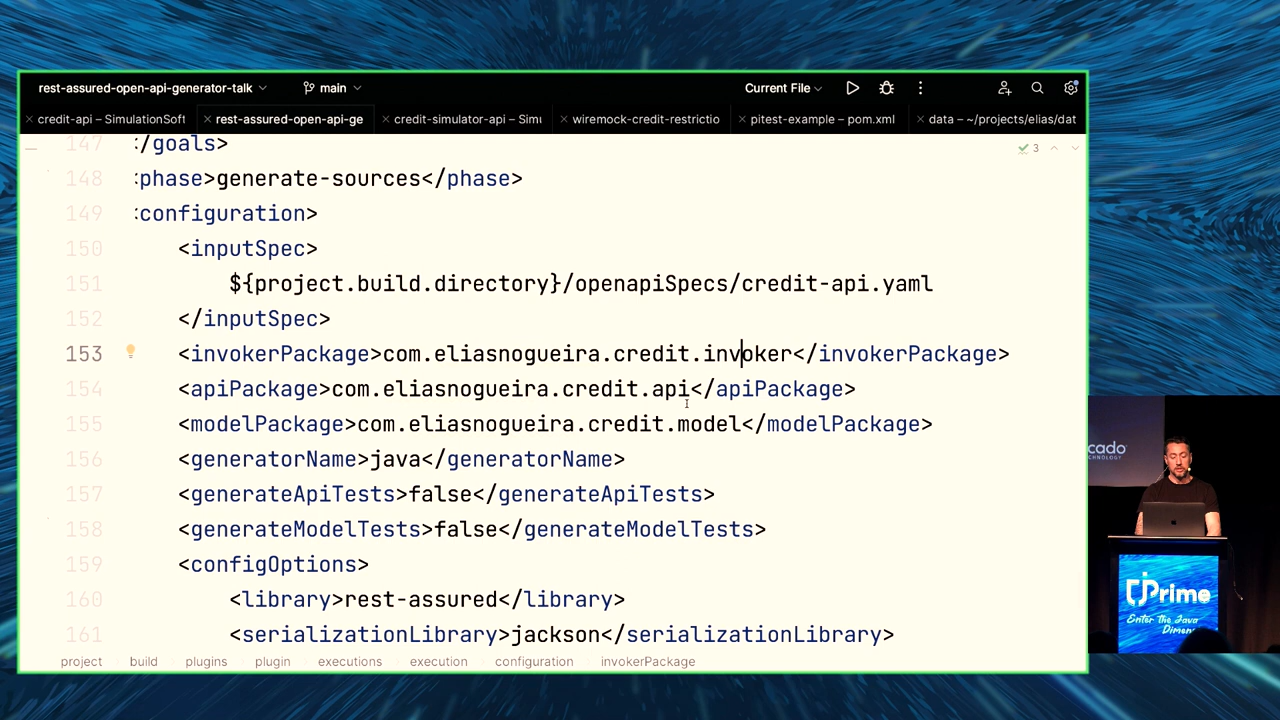 rest-assured-open-api-generator-talk
main
Current File
credit-api – SimulationSoft
rest-assured-open-api-ge
credit-simulator-api – Simu
wiremock-credit-restrictio
pitest-example – pom.xml
data – ~/projects/elias/dat
3
147 </goals>
148 <phase>generate-sources</phase>
149 <configuration>
150 <inputSpec>
151 ${project.build.directory}/openapiSpecs/credit-api.yaml
152 </inputSpec>
153 <invokerPackage>com.eliasnogueira.credit.invoker</invokerPackage>
154 <apiPackage>com.eliasnogueira.credit.api</apiPackage>
155 <modelPackage>com.eliasnogueira.credit.model</modelPackage>
156 <generatorName>java</generatorName>
157 <generateApiTests>false</generateApiTests>
158 <generateModelTests>false</generateModelTests>
159 <configOptions>
160 <library>rest-assured</library>
161 <serializationLibrary>jackson</serializationLibrary>
project build plugins plugin executions execution configuration invokerPackage
cado
CHNOLOGY
jPrime
Enter the Java
Dimen